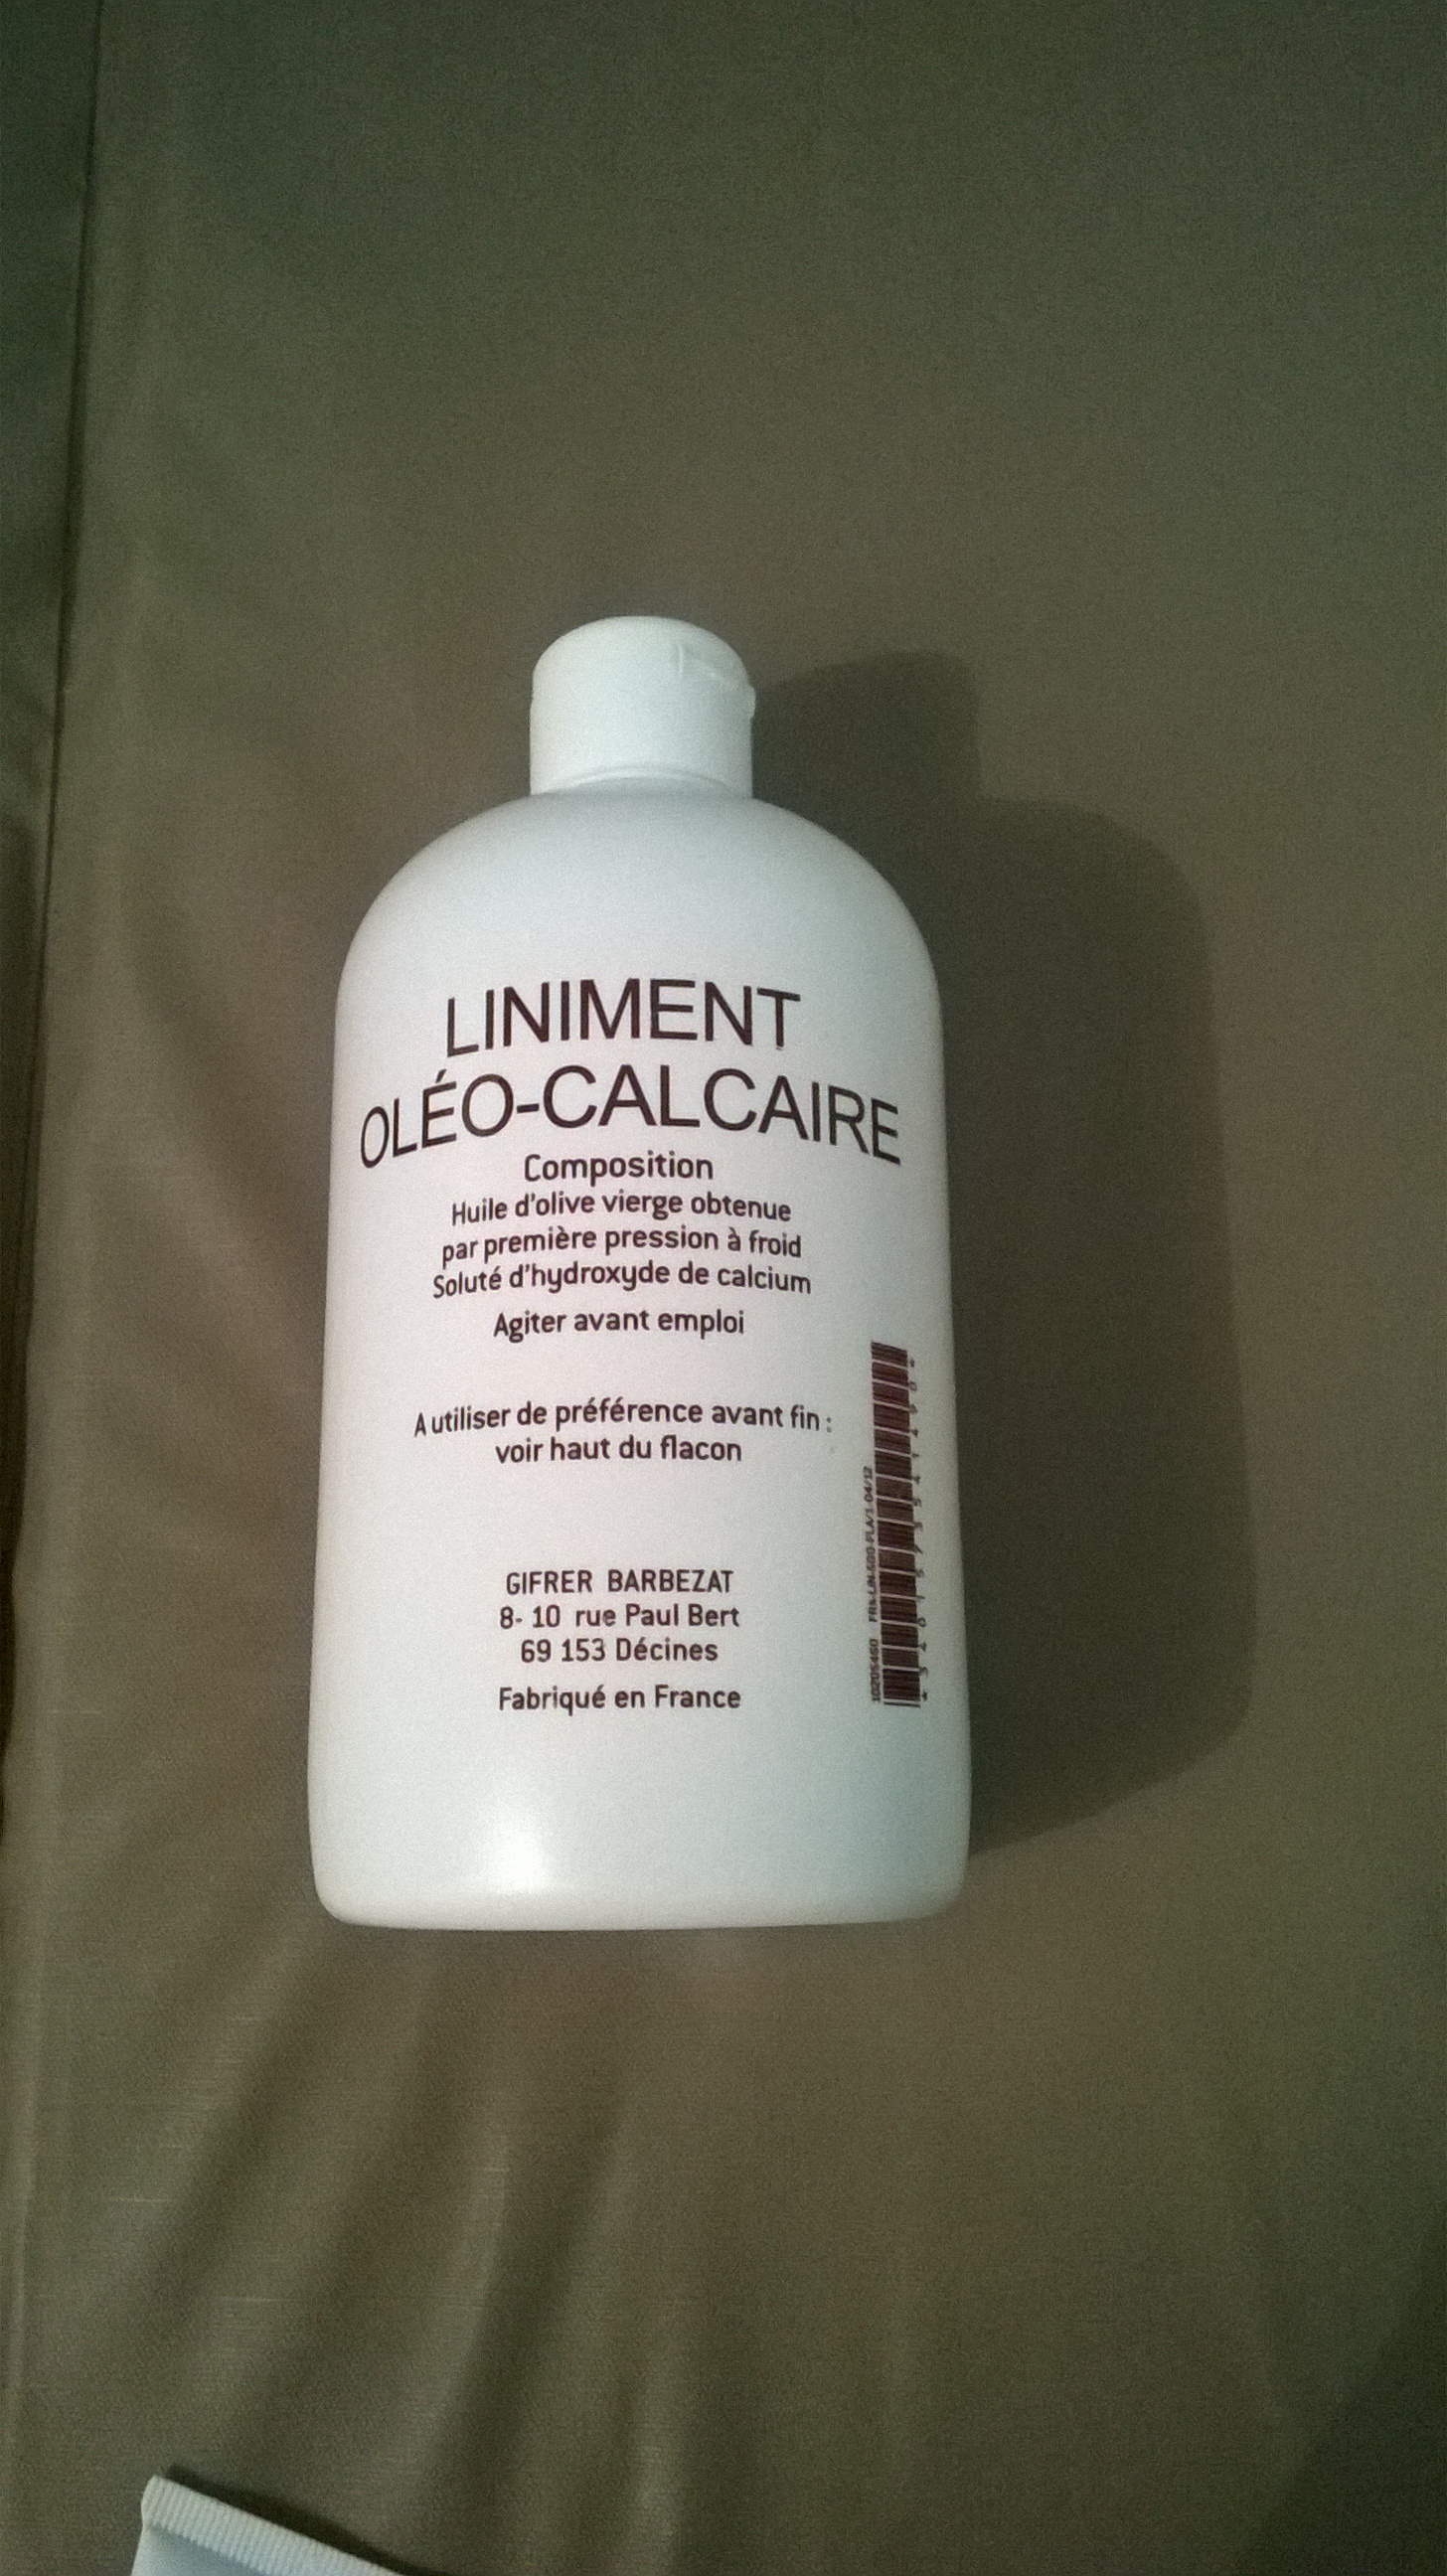 LINIMENT
OLÉO-CALCAIRE
Composition
Huile d'olive vierge obtenue
par première pression à froid
Soluté d'hydroxyde de calcium
Agiter avant emploi
A utiliser de préférence avant fin :
voir haut du flacon
GIFRER BARBEZAT
8- 10 rue Paul Bert
69 153 Décines
Fabriqué en France
10205460